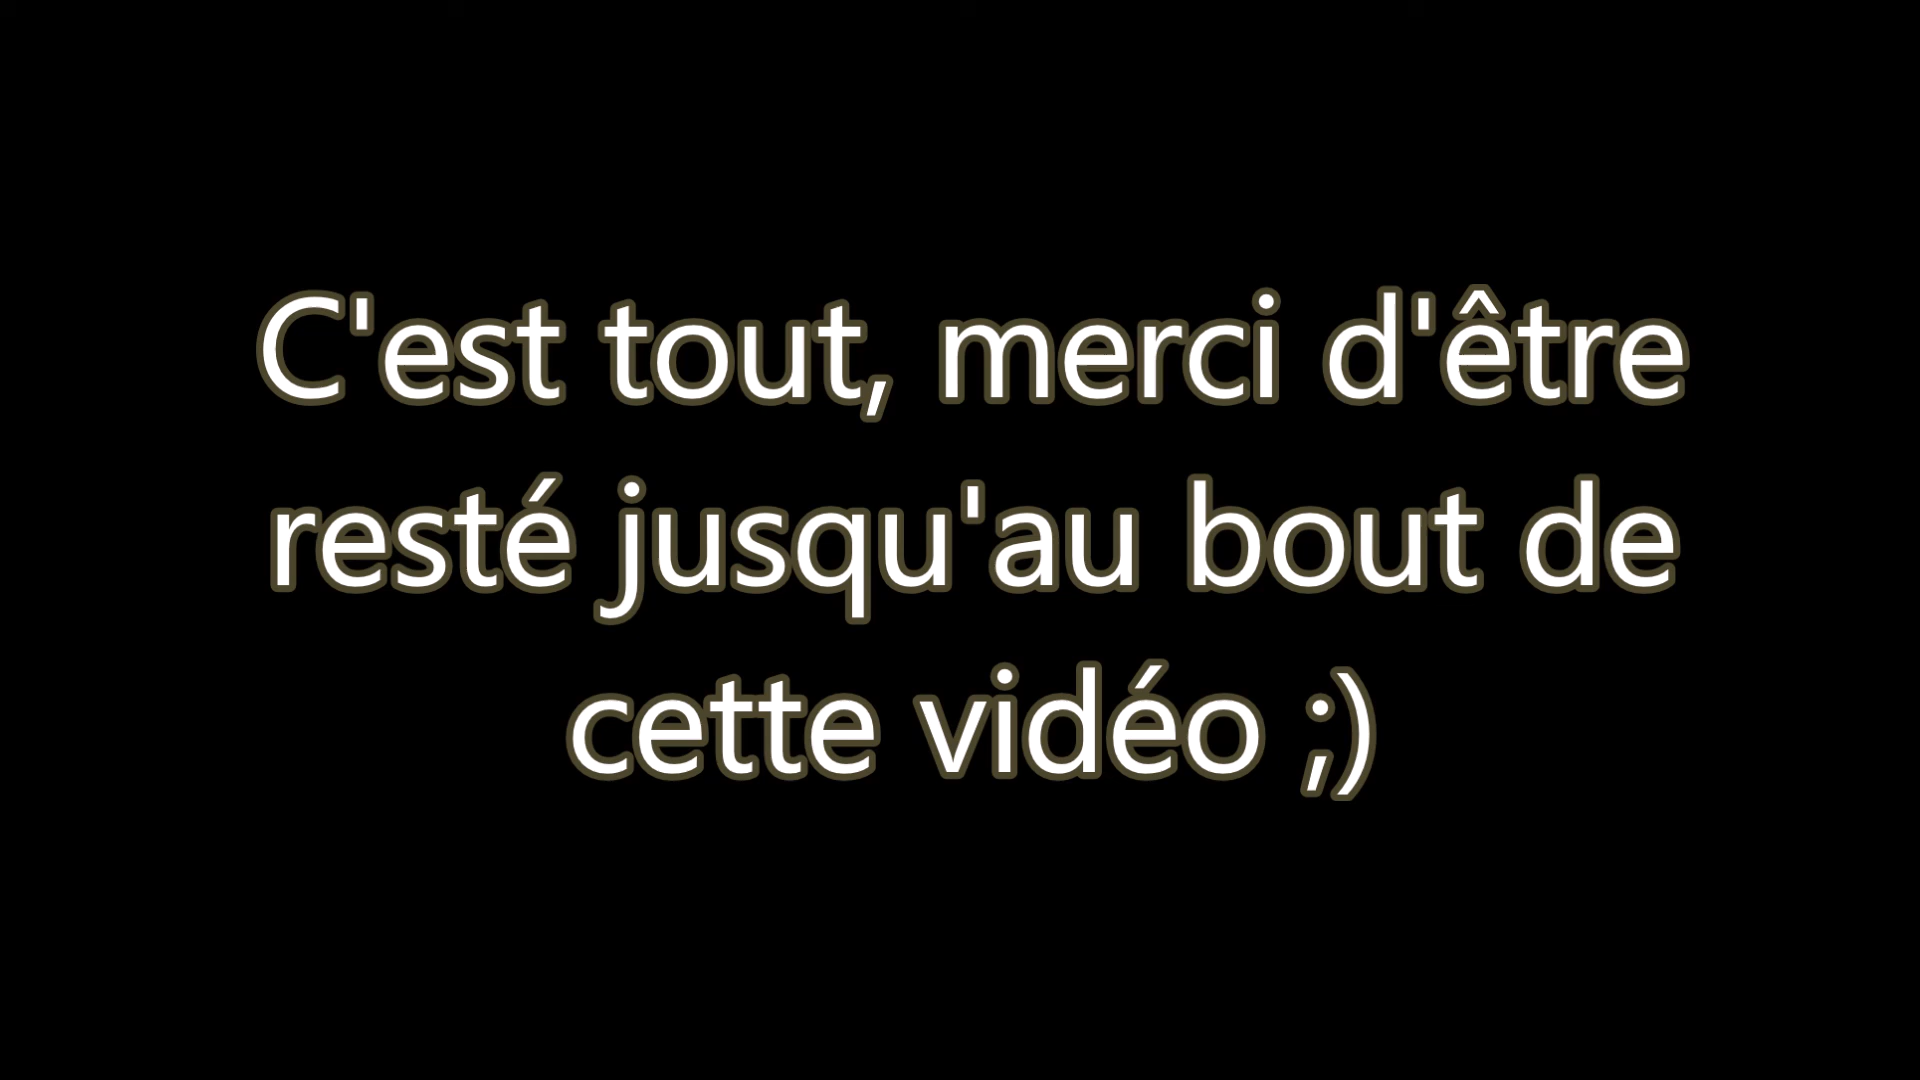 C'est tout, merci d'être
resté jusqu'au bout de
cette vidéo ;)